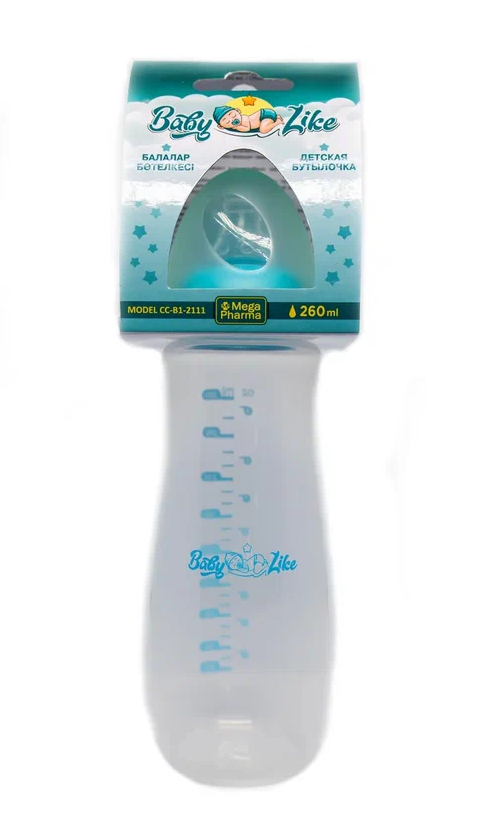 Baby Like
БАЛАЛАР
БӨТЕЛКЕСІ
ДЕТСКАЯ
БУТЫЛОЧКА
MODEL CC-B1-2111
Mega
Pharma
260 ml
Baby Like